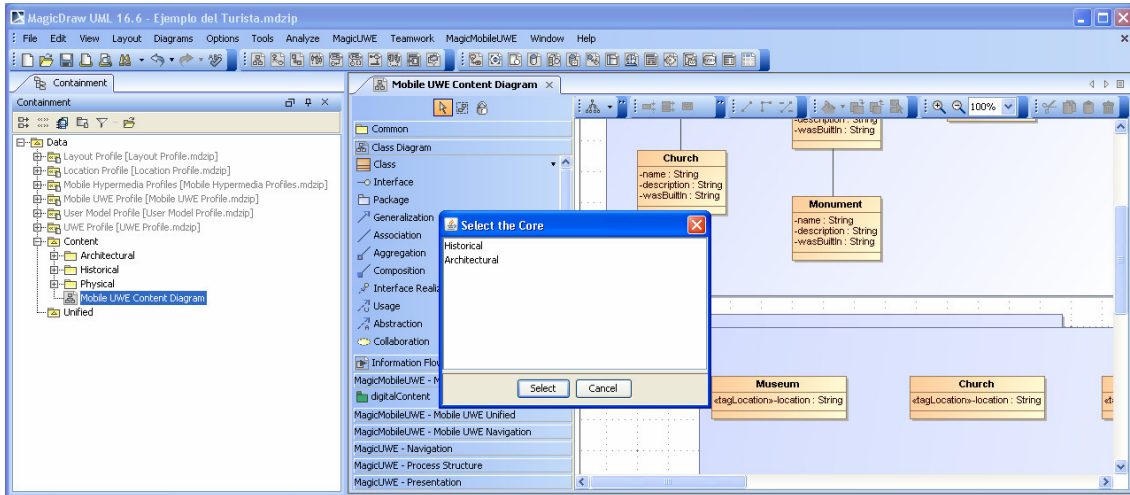 MagicDraw UML 16.6 - Ejemplo del Turista.mdzip
File Edit View Layout Diagrams Options Tools Analyze MagicUWE Teamwork MagicMobileUWE Window Help
Containment
Containment
Data
Layout Profile [Layout Profile.mdzip]
Location Profile [Location Profile.mdzip]
Mobile Hypermedia Profiles [Mobile Hypermedia Profiles.mdzip]
Mobile UWE Profile [Mobile UWE Profile.mdzip]
User Model Profile [User Model Profile.mdzip]
UWE Profile [UWE Profile.mdzip]
Content
Architectural
Historical
Physical
Mobile UWE Content Diagram
Unified
Mobile UWE Content Diagram
100%
Common
Class Diagram
Class
Interface
Package
Generalization
Association
Aggregation
Composition
Interface Realiz
Usage
Abstraction
Collaboration
Information Flow
MagicMobileUWE - M
digitalContent
MagicMobileUWE - Mobile UWE Unified
MagicMobileUWE - Mobile UWE Navigation
MagicUWE - Navigation
MagicUWE - Process Structure
MagicUWE - Presentation
Select the Core
Historical
Architectural
Select Cancel
-description : String
-wasBuiltIn : String
Church
-name : String
-description : String
-wasBuiltIn : String
Monument
-name : String
-description : String
-wasBuiltIn : String
Museum
«tagLocation»-location : String
Church
«tagLocation»-location : String